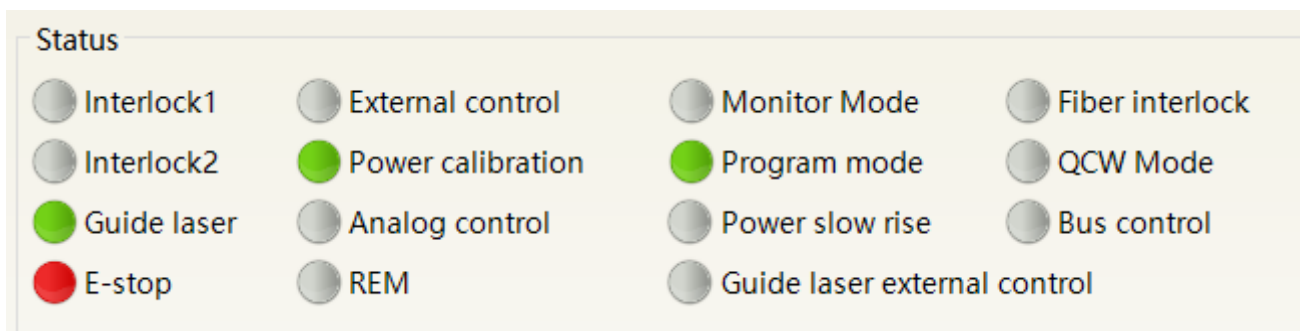 Status
Interlock1 External control Monitor Mode Fiber interlock
Interlock2 Power calibration Program mode QCW Mode
Guide laser Analog control Power slow rise Bus control
E-stop REM Guide laser external control